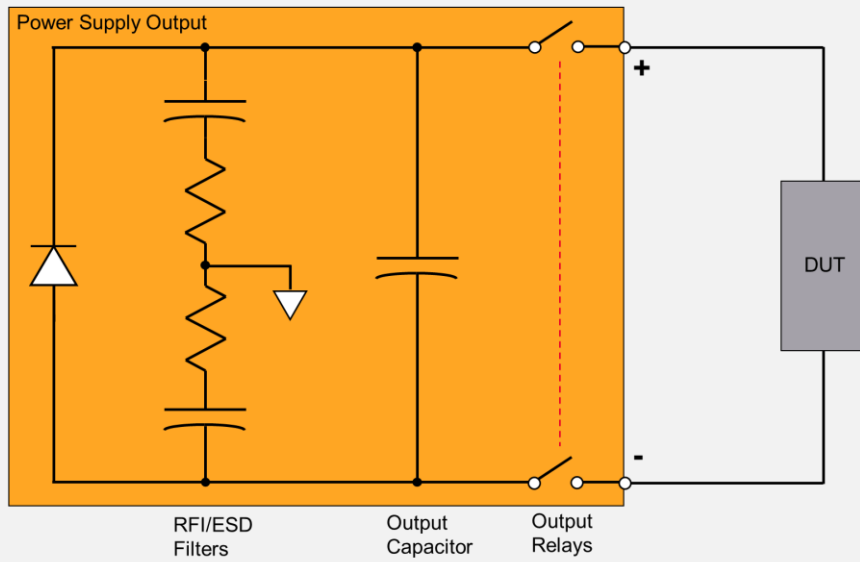 Power Supply Output
+
DUT
-
RFI/ESD
Filters
Output
Capacitor
Output
Relays